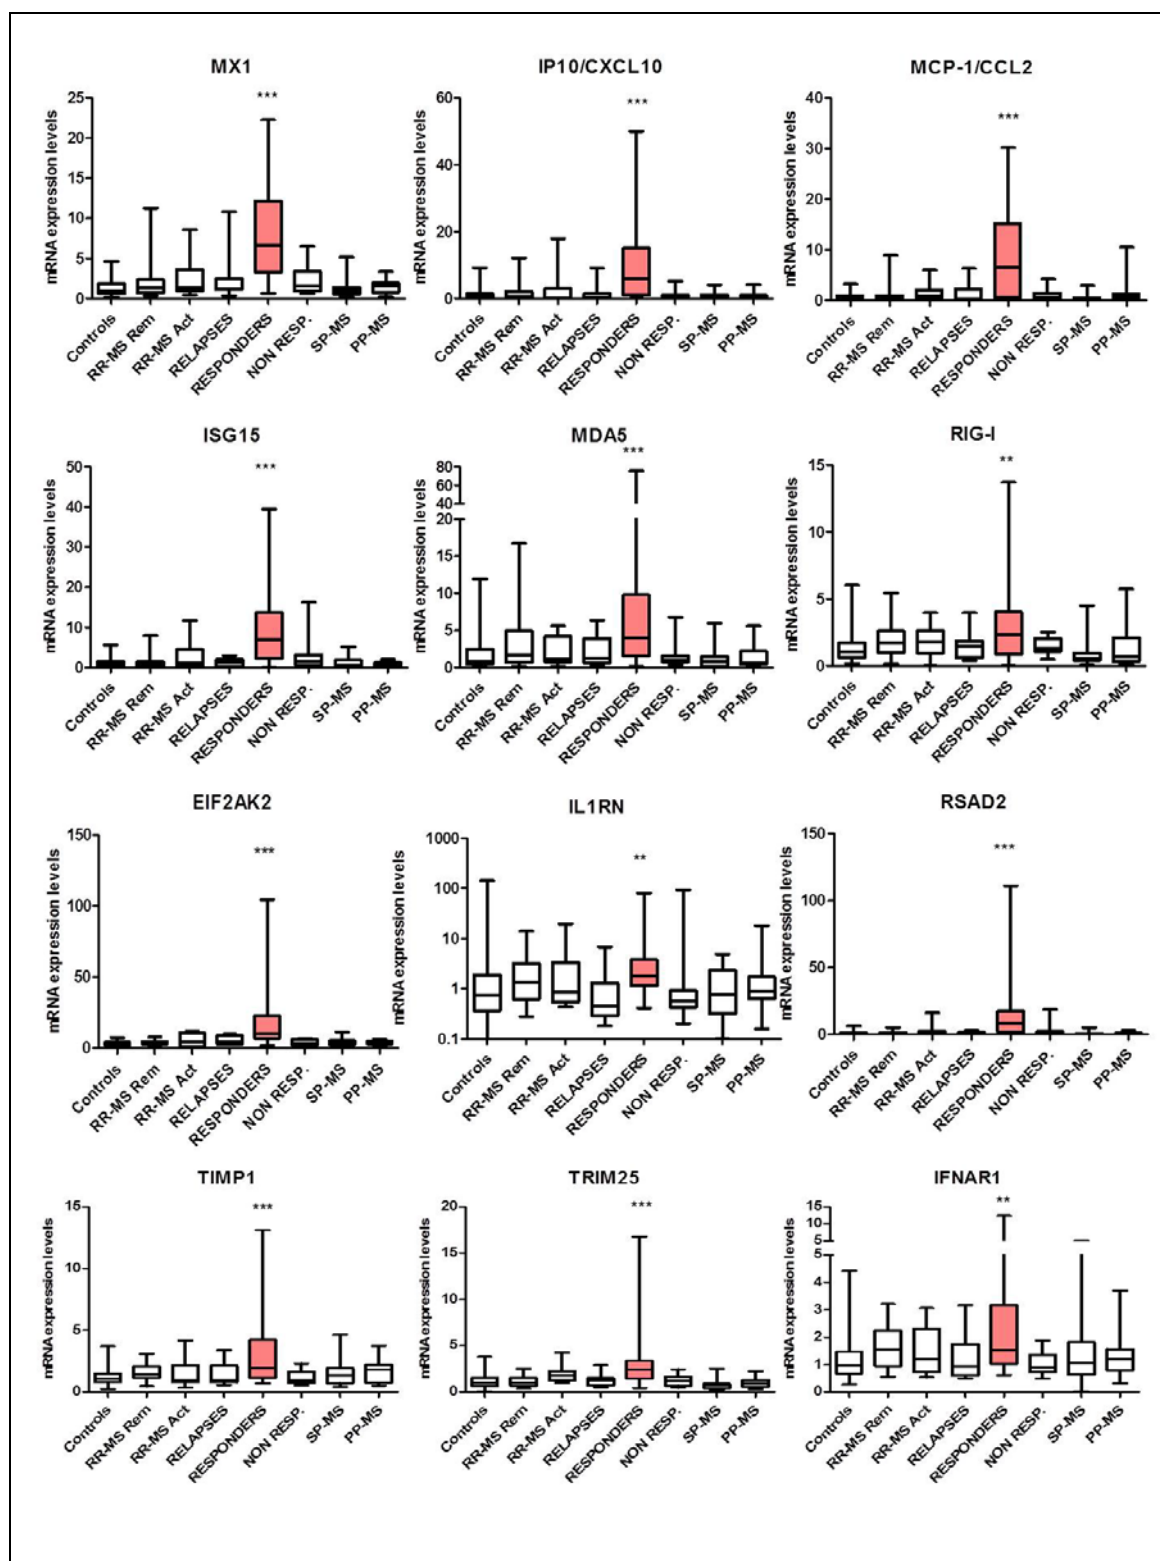 MX1
IP10/CXCL10
MCP-1/CCL2
mRNA expression levels
25
20
15
10
5
0
***
Controls
RR-MS Rem
RR-MS Act
RELAPSES
RESPONDERS
NON RESP.
SP-MS
PP-MS
mRNA expression levels
60
40
20
0
***
Controls
RR-MS Rem
RR-MS Act
RELAPSES
RESPONDERS
NON RESP.
SP-MS
PP-MS
mRNA expression levels
40
30
20
10
0
***
Controls
RR-MS Rem
RR-MS Act
RELAPSES
RESPONDERS
NON RESP.
SP-MS
PP-MS
ISG15
MDA5
RIG-I
mRNA expression levels
50
40
30
20
10
0
***
Controls
RR-MS Rem
RR-MS Act
RELAPSES
RESPONDERS
NON RESP.
SP-MS
PP-MS
mRNA expression levels
80
60
40
20
15
10
5
0
***
Controls
RR-MS Rem
RR-MS Act
RELAPSES
RESPONDERS
NON RESP.
SP-MS
PP-MS
mRNA expression levels
15
10
5
0
**
Controls
RR-MS Rem
RR-MS Act
RELAPSES
RESPONDERS
NON RESP.
SP-MS
PP-MS
EIF2AK2
IL1RN
RSAD2
mRNA expression levels
150
100
50
0
***
Controls
RR-MS Rem
RR-MS Act
RELAPSES
RESPONDERS
NON RESP.
SP-MS
PP-MS
mRNA expression levels
1000
100
10
1
0.1
**
Controls
RR-MS Rem
RR-MS Act
RELAPSES
RESPONDERS
NON RESP.
SP-MS
PP-MS
mRNA expression levels
150
100
50
0
***
Controls
RR-MS Rem
RR-MS Act
RELAPSES
RESPONDERS
NON RESP.
SP-MS
PP-MS
TIMP1
TRIM25
IFNAR1
mRNA expression levels
15
10
5
0
***
Controls
RR-MS Rem
RR-MS Act
RELAPSES
RESPONDERS
NON RESP.
SP-MS
PP-MS
mRNA expression levels
20
15
10
5
0
***
Controls
RR-MS Rem
RR-MS Act
RELAPSES
RESPONDERS
NON RESP.
SP-MS
PP-MS
mRNA expression levels
15
10
5
5
4
3
2
1
0
**
Controls
RR-MS Rem
RR-MS Act
RELAPSES
RESPONDERS
NON RESP.
SP-MS
PP-MS